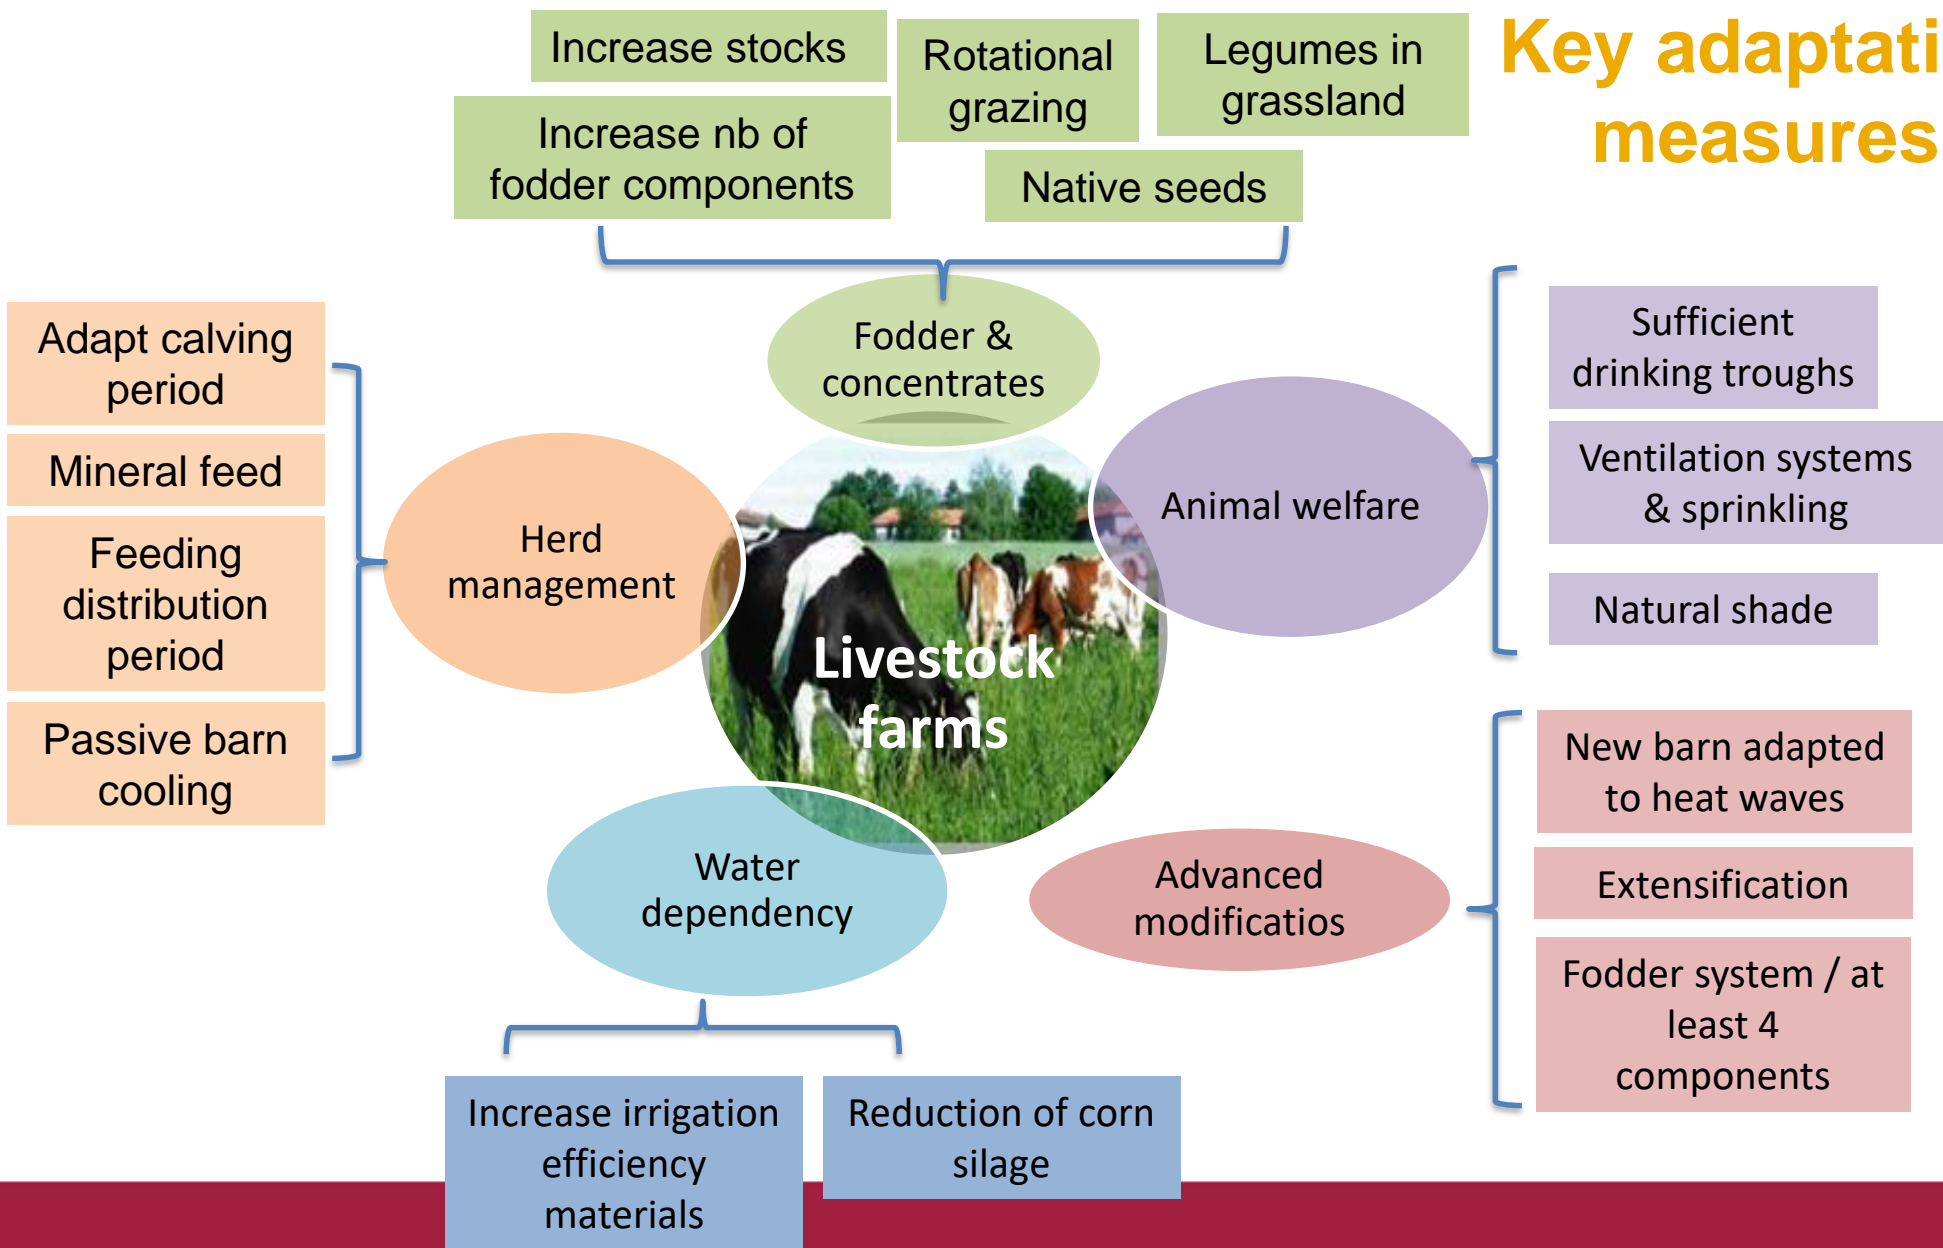 Key adaptati
measures
Increase stocks
Rotational
grazing
Legumes in
grassland
Increase nb of
fodder components
Native seeds
Fodder &
concentrates
Adapt calving
period
Mineral feed
Feeding
distribution
period
Passive barn
cooling
Herd
management
Livestock
farms
Animal welfare
Sufficient
drinking troughs
Ventilation systems
& sprinkling
Natural shade
Water
dependency
Advanced
modificatios
New barn adapted
to heat waves
Extensification
Fodder system / at
least 4
components
Increase irrigation
efficiency
materials
Reduction of corn
silage